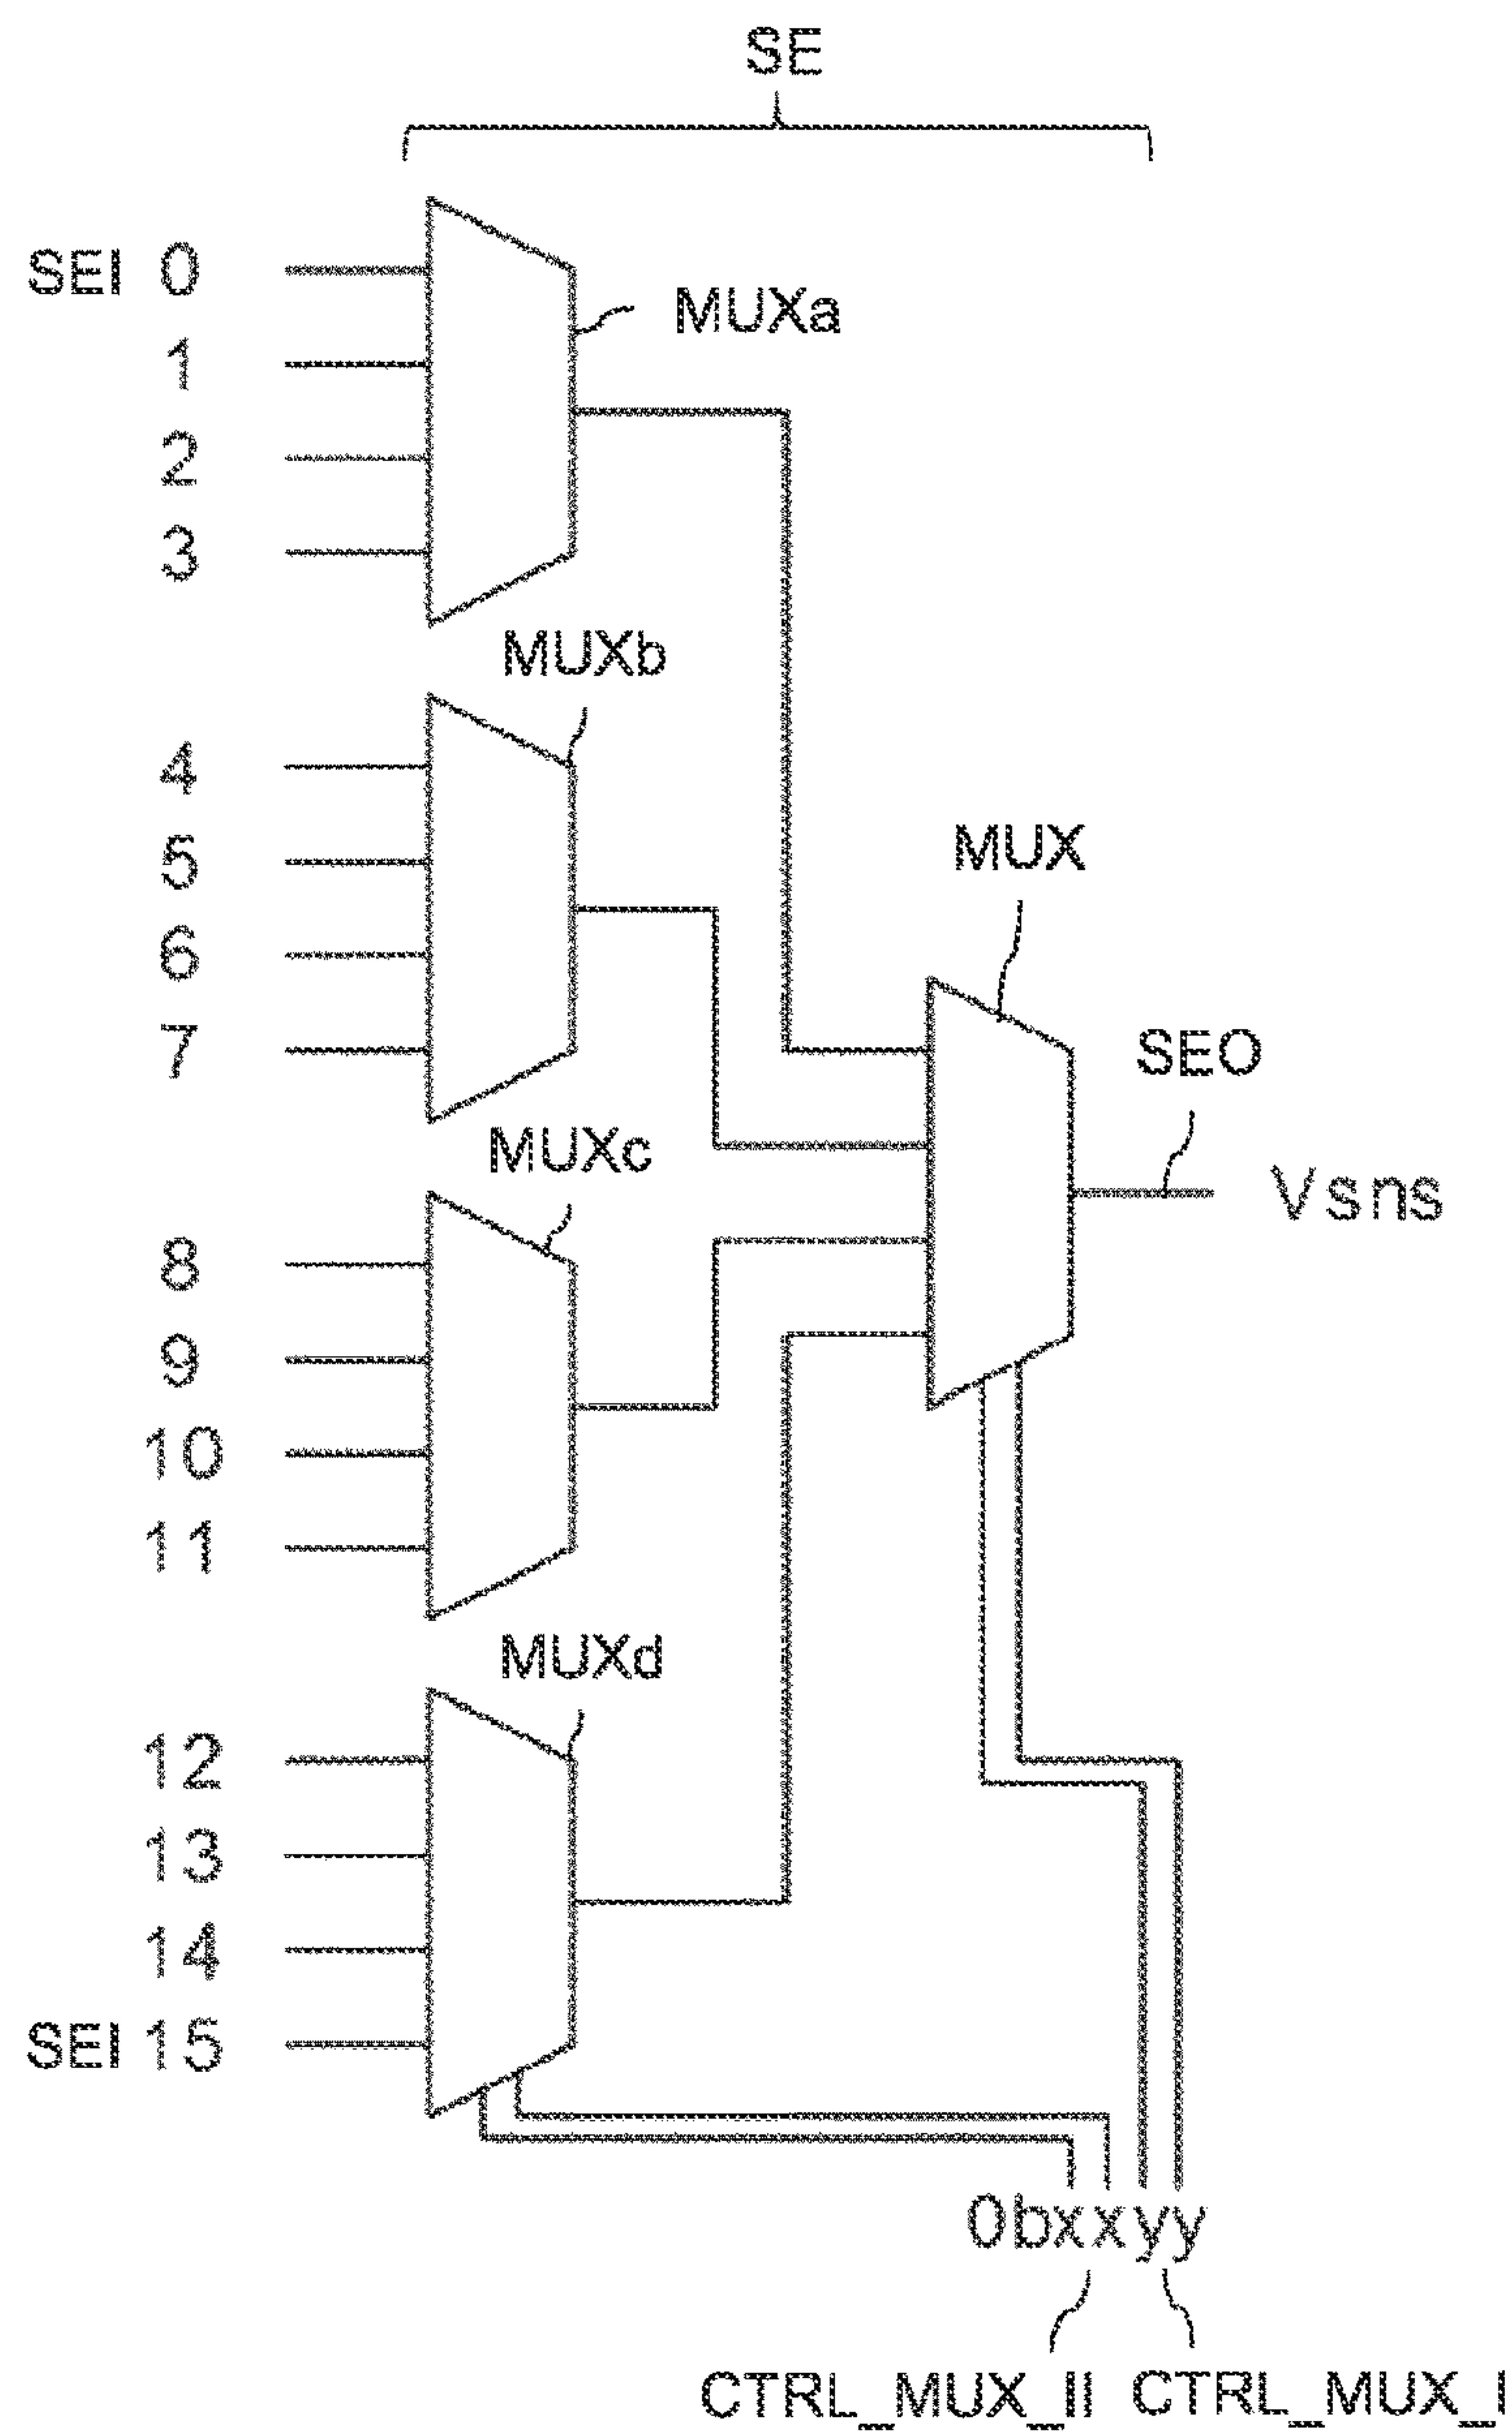 SE
SEI 0
MUXa
1
2
3
MUXb
4
5
6
7
MUX
SEO
Vsns
MUXc
8
9
10
11
MUXd
12
13
14
SEI 15
0bxxyy
CTRL_MUX_II CTRL_MUX_I